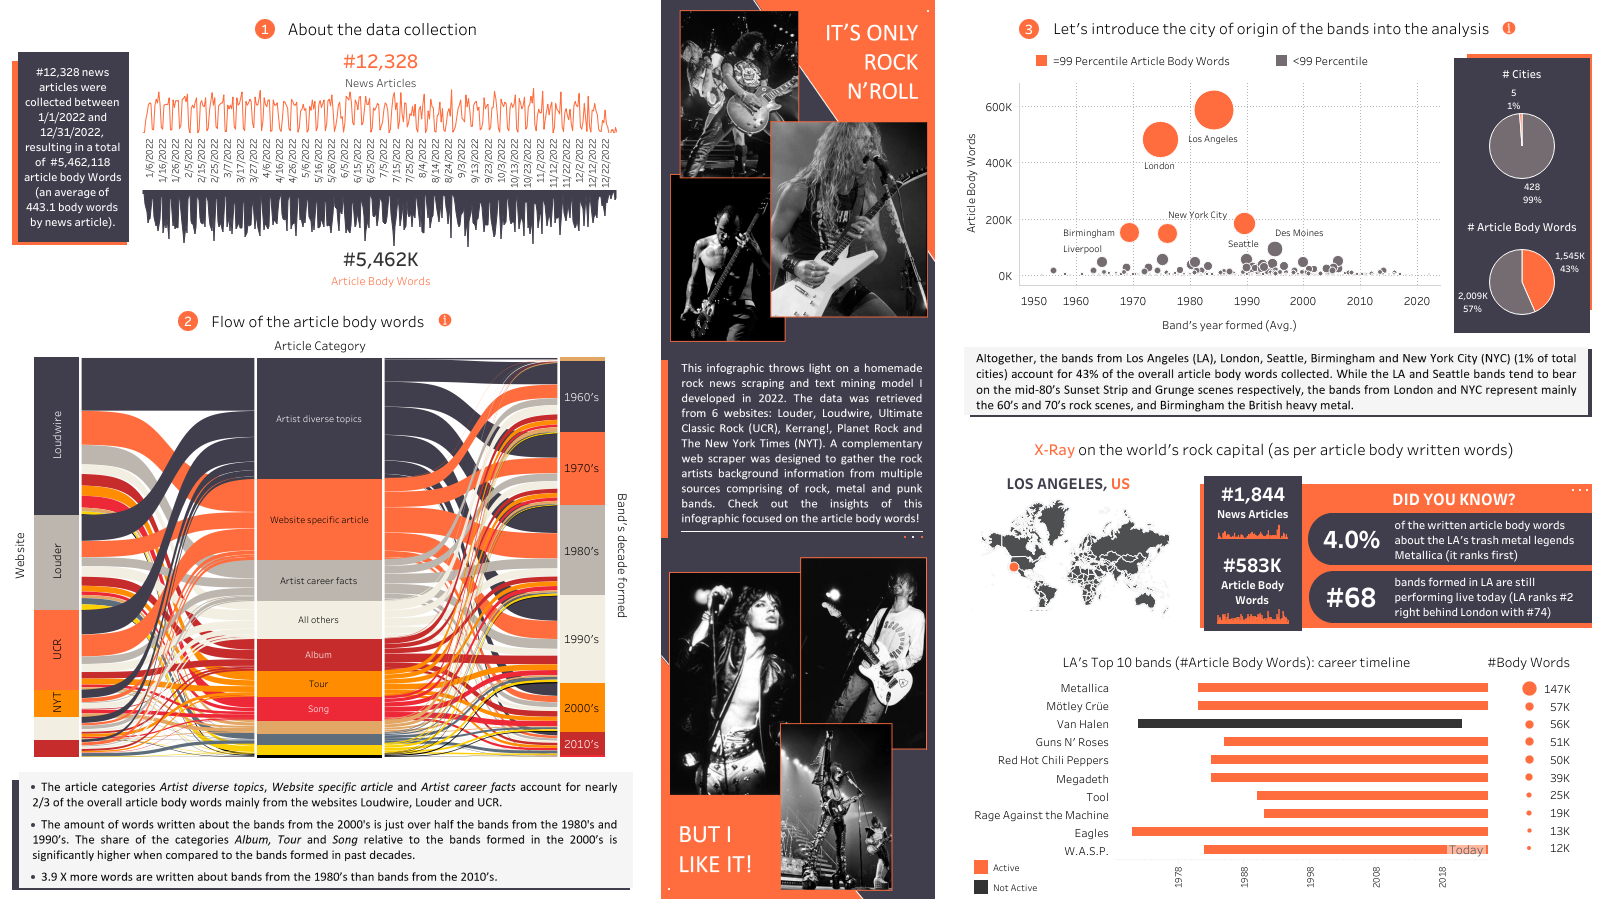 1 About the data collection
#12,328 news
articles were
collected between
1/1/2022 and
12/31/2022,
resulting in a total
of #5,462,118
article body Words
(an average of
443.1 body words
by news article).
#12,328
News Articles
1/6/2022
1/16/2022
1/26/2022
2/5/2022
2/15/2022
2/25/2022
3/7/2022
3/17/2022
3/27/2022
4/6/2022
4/16/2022
4/26/2022
5/6/2022
5/16/2022
5/26/2022
6/5/2022
6/15/2022
6/25/2022
7/5/2022
7/15/2022
7/25/2022
8/4/2022
8/14/2022
8/24/2022
9/3/2022
9/13/2022
9/23/2022
10/3/2022
10/13/2022
10/23/2022
11/2/2022
11/12/2022
11/22/2022
12/2/2022
12/12/2022
12/22/2022
#5,462K
Article Body Words
2 Flow of the article body words
Article Category
Website
Loudwire
Louder
UCR
NYT
Artist diverse topics
Website specific article
Artist career facts
All others
Album
Tour
Song
1960's
1970's
1980's
1990's
2000's
2010's
Band's decade formed
• The article categories Artist diverse topics, Website specific article and Artist career facts account for nearly
2/3 of the overall article body words mainly from the websites Loudwire, Louder and UCR.
• The amount of words written about the bands from the 2000's is just over half the bands from the 1980's and
1990's. The share of the categories Album, Tour and Song relative to the bands formed in the 2000's is
significantly higher when compared to the bands formed in past decades.
• 3.9 X more words are written about bands from the 1980's than bands from the 2010's.
IT'S ONLY
ROCK
N'ROLL
This infographic throws light on a homemade
rock news scraping and text mining model I
developed in 2022. The data was retrieved
from 6 websites: Louder, Loudwire, Ultimate
Classic Rock (UCR), Kerrang!, Planet Rock and
The New York Times (NYT). A complementary
web scraper was designed to gather the rock
artists background information from multiple
sources comprising of rock, metal and punk
bands. Check out the insights of this
infographic focused on the article body words!
BUT I
LIKE IT!
3 Let's introduce the city of origin of the bands into the analysis
=99 Percentile Article Body Words
<99 Percentile
Article Body Words
600K
400K
200K
0K
Los Angeles
London
New York City
Birmingham
Liverpool
Seattle
Des Moines
1950
1960
1970
1980
1990
2000
2010
2020
Band's year formed (Avg.)
# Cities
5
1%
428
99%
# Article Body Words
1,545K
43%
2,009K
57%
Altogether, the bands from Los Angeles (LA), London, Seattle, Birmingham and New York City (NYC) (1% of total
cities) account for 43% of the overall article body words collected. While the LA and Seattle bands tend to bear
on the mid-80's Sunset Strip and Grunge scenes respectively, the bands from London and NYC represent mainly
the 60's and 70's rock scenes, and Birmingham the British heavy metal.
X-Ray on the world's rock capital (as per article body written words)
LOS ANGELES, US
#1,844
News Articles
#583K
Article Body
Words
DID YOU KNOW?
4.0%
of the written article body words
about the LA's trash metal legends
Metallica (it ranks first)
#68
bands formed in LA are still
performing live today (LA ranks #2
right behind London with #74)
LA's Top 10 bands (#Article Body Words): career timeline
#Body Words
Metallica 147K
Mötley Crüe 57K
Van Halen 56K
Guns N' Roses 51K
Red Hot Chili Peppers 50K
Megadeth 39K
Tool 25K
Rage Against the Machine 19K
Eagles 13K
W.A.S.P. Today 12K
Active
Not Active
1978
1988
1998
2008
2018